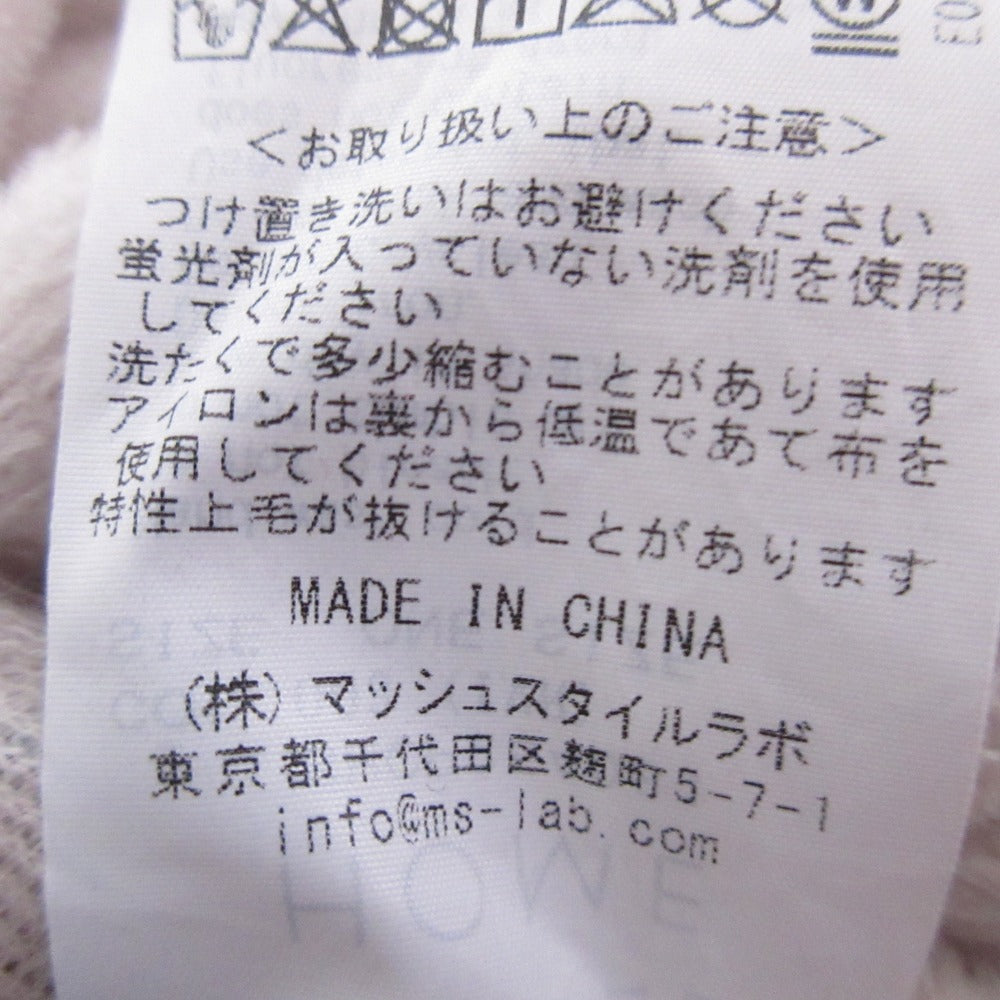 ＜お取り扱い上のご注意＞
つけ置き洗いはお避けください
蛍光剤が入っていない洗剤を使用
してください
洗たくで多少縮むことがあります
アイロンは裏から低温であて布を
使用してください
特性上毛が抜けることがあります
MADE IN CHINA
(株)マッシュスタイルラボ
東京都千代田区麹町5-7-1
info@ms-lab.com
HOME